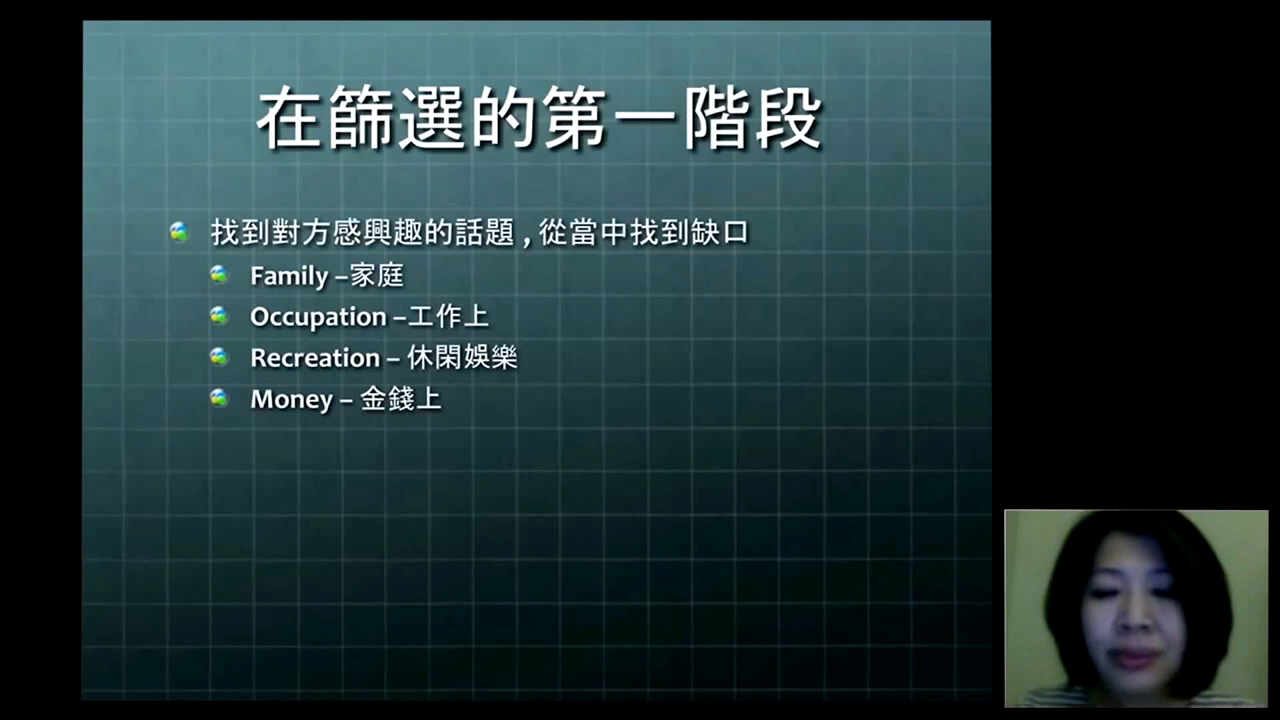 在篩選的第一階段
找到對方感興趣的話題 , 從當中找到缺口
Family –家庭
Occupation –工作上
Recreation – 休閑娛樂
Money – 金錢上